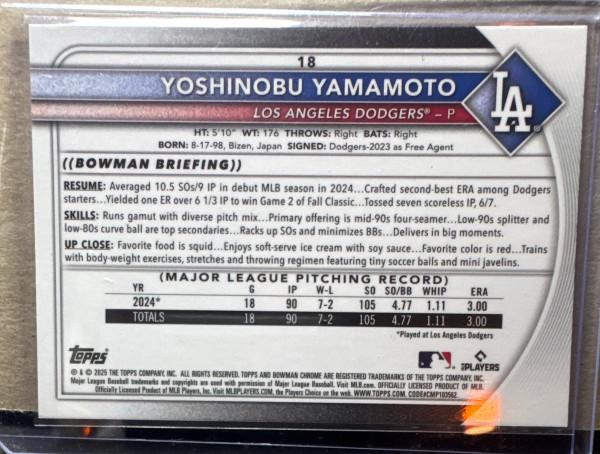 18
YOSHINOBU YAMAMOTO
LA
LOS ANGELES DODGERS® – P
HT: 5'10" WT: 176 THROWS: Right BATS: Right
BORN: 8-17-98, Bizen, Japan SIGNED: Dodgers-2023 as Free Agent
((BOWMAN BRIEFING))
RESUME: Averaged 10.5 SOs/9 IP in debut MLB season in 2024...Crafted second-best ERA among Dodgers
starters...Yielded one ER over 6 1/3 IP to win Game 2 of Fall Classic...Tossed seven scoreless IP, 6/7.
SKILLS: Runs gamut with diverse pitch mix...Primary offering is mid-90s four-seamer...Low-90s splitter and
low-80s curve ball are top secondaries...Racks up SOs and minimizes BBs...Delivers in big moments.
UP CLOSE: Favorite food is squid...Enjoys soft-serve ice cream with soy sauce...Favorite color is red...Trains
with body-weight exercises, stretches and throwing regimen featuring tiny soccer balls and mini javelins.
(MAJOR LEAGUE PITCHING RECORD)
YR G IP W-L SO SO/BB WHIP ERA
2024* 18 90 7-2 105 4.77 1.11 3.00
TOTALS 18 90 7-2 105 4.77 1.11 3.00
*Played at Los Angeles Dodgers
Topps
PLAYERS
® & © 2025 THE TOPPS COMPANY, INC. ALL RIGHTS RESERVED. TOPPS AND BOWMAN CHROME ARE REGISTERED TRADEMARKS OF THE TOPPS COMPANY, INC.
Major League Baseball trademarks and copyrights are used with permission of Major League Baseball. Visit MLB.com. OFFICIALLY LICENSED PRODUCT OF MLB
Officially Licensed Product of MLB Players, Inc. Visit MLBPLAYERS.com, the Players Choice on the web. WWW.TOPPS.COM. CODE#CMP103562.